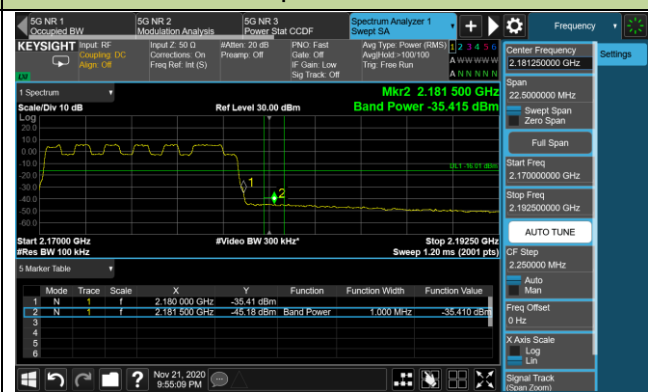 5G NR 1
Occupied BW
5G NR 2
Modulation Analysis
5G NR 3
Power Stat CCDF
Spectrum Analyzer 1
Swept SA
Frequency
KEYSIGHT
Input: RF
Coupling: DC
Align: Off
Input Z: 50 Ω
Corrections: On
Freq Ref: Int (S)
#Atten: 20 dB
Preamp: Off
PNO: Fast
Gate: Off
IF Gain: Low
Sig Track: Off
Avg Type: Power (RMS)
Avg|Hold:>100/100
Trig: Free Run
1 2 3 4 5 6
A W W W W W
A N N N N N
LVI
1 Spectrum
Scale/Div 10 dB
Ref Level 30.00 dBm
Mkr2 2.181 500 GHz
Band Power -35.415 dBm
Log
20.0
10.0
0.00
-10.0
-20.0
-30.0
-40.0
-50.0
-60.0
DL1 -16.01 dBm
1
2
Start 2.17000 GHz
#Res BW 100 kHz
#Video BW 300 kHz*
Stop 2.19250 GHz
Sweep 1.20 ms (2001 pts)
5 Marker Table
Mode Trace Scale X Y Function Function Width Function Value
1 N 1 f 2.180 000 GHz -35.41 dBm
2 N 1 f 2.181 500 GHz -45.18 dBm Band Power 1.000 MHz -35.410 dBm
3
4
5
6
Nov 21, 2020
9:55:09 PM
Settings
Center Frequency
2.181250000 GHz
Span
22.5000000 MHz
Swept Span
Zero Span
Full Span
Start Freq
2.170000000 GHz
Stop Freq
2.192500000 GHz
AUTO TUNE
CF Step
2.250000 MHz
Auto
Man
Freq Offset
0 Hz
X Axis Scale
Log
Lin
Signal Track
(Span Zoom)